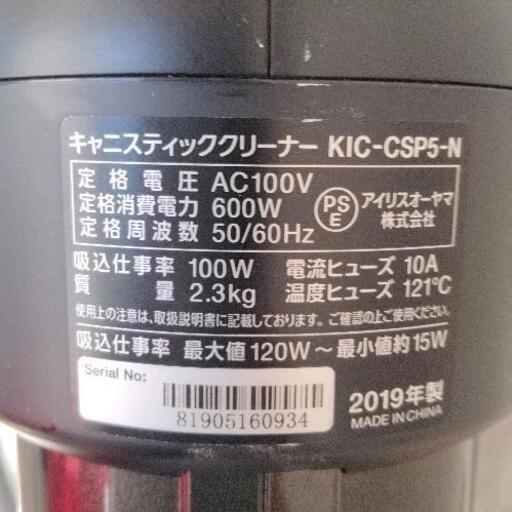 キャニスティッククリーナー KIC-CSP5-N
定格電圧 AC100V
定格消費電力 600W
定格周波数 50/60Hz
PS
E
アイリスオーヤマ
株式会社
吸込仕事率 100W 電流ヒューズ 10A
質量 2.3kg 温度ヒューズ 121℃
使用上の注意は、取扱説明書に記載しております。ご確認の上ご使用ください。
吸込仕事率 最大値120W～最小値約15W
Serial No:
81905160934
2019年製
MADE IN CHINA